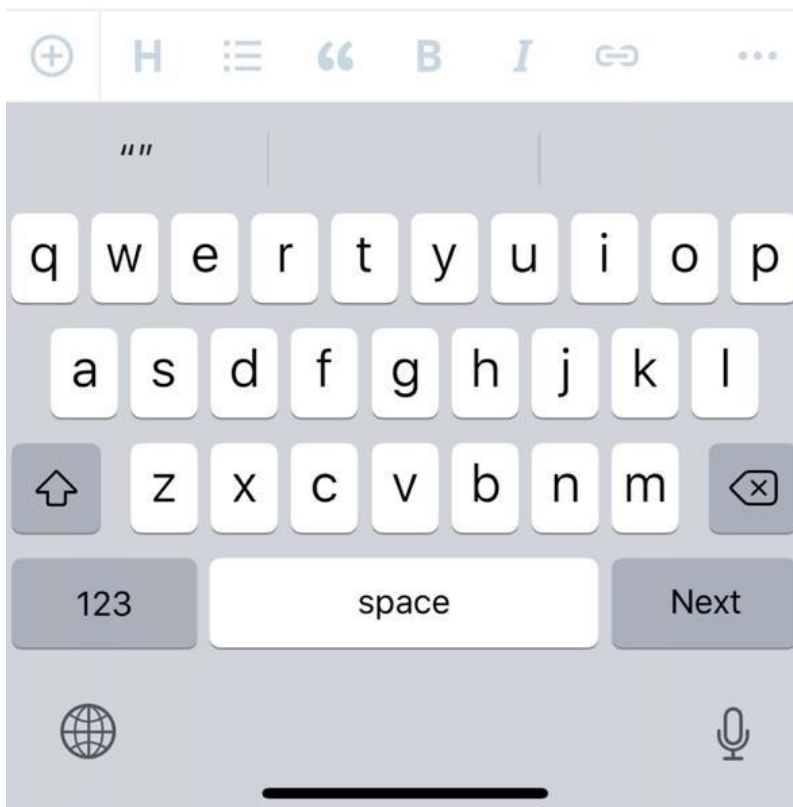 H “ B I
“”
q w e r t y u i o p
a s d f g h j k l
z x c v b n m
123 space Next